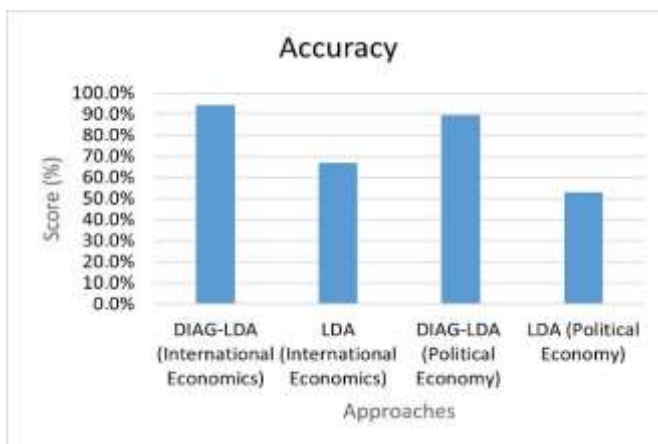 Accuracy
100.0%
90.0%
80.0%
70.0%
60.0%
50.0%
40.0%
30.0%
20.0%
10.0%
0.0%
Score (%)
DIAG-LDA
(International
Economics)
LDA
(International
Economics)
DIAG-LDA
(Political
Economy)
LDA (Political
Economy)
Approaches